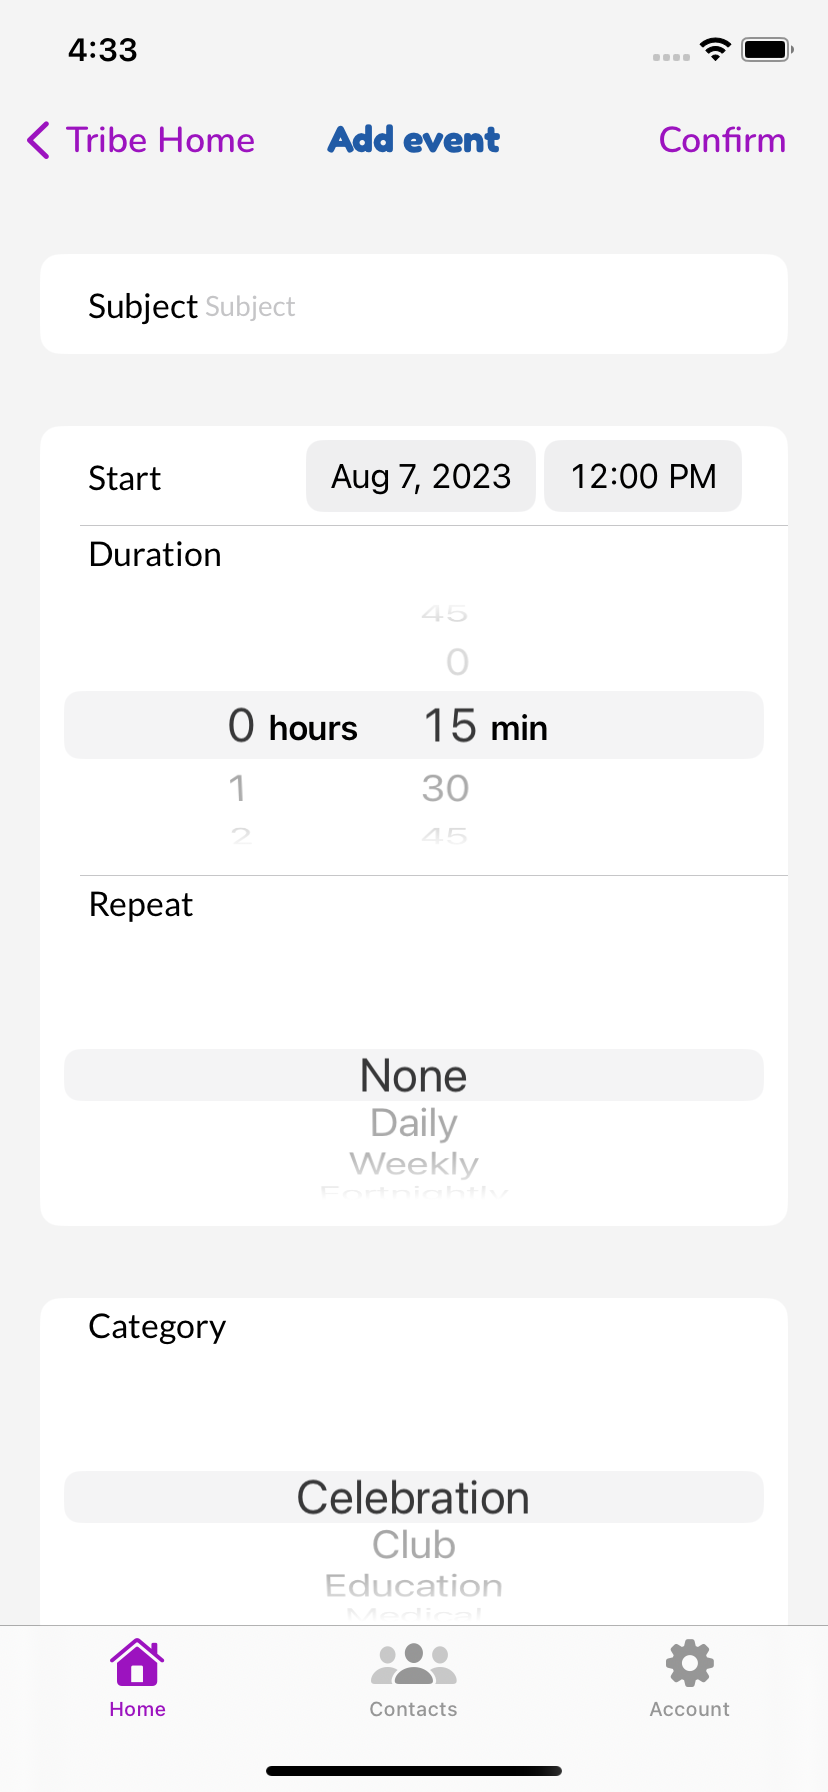 4:33
Tribe Home Add event Confirm
Subject Subject
Start Aug 7, 2023 12:00 PM
Duration
45
0
0 hours 15 min
1 30
2 45
Repeat
None
Daily
Weekly
Fortnightly
Category
Celebration
Club
Education
Medical
Home Contacts Account